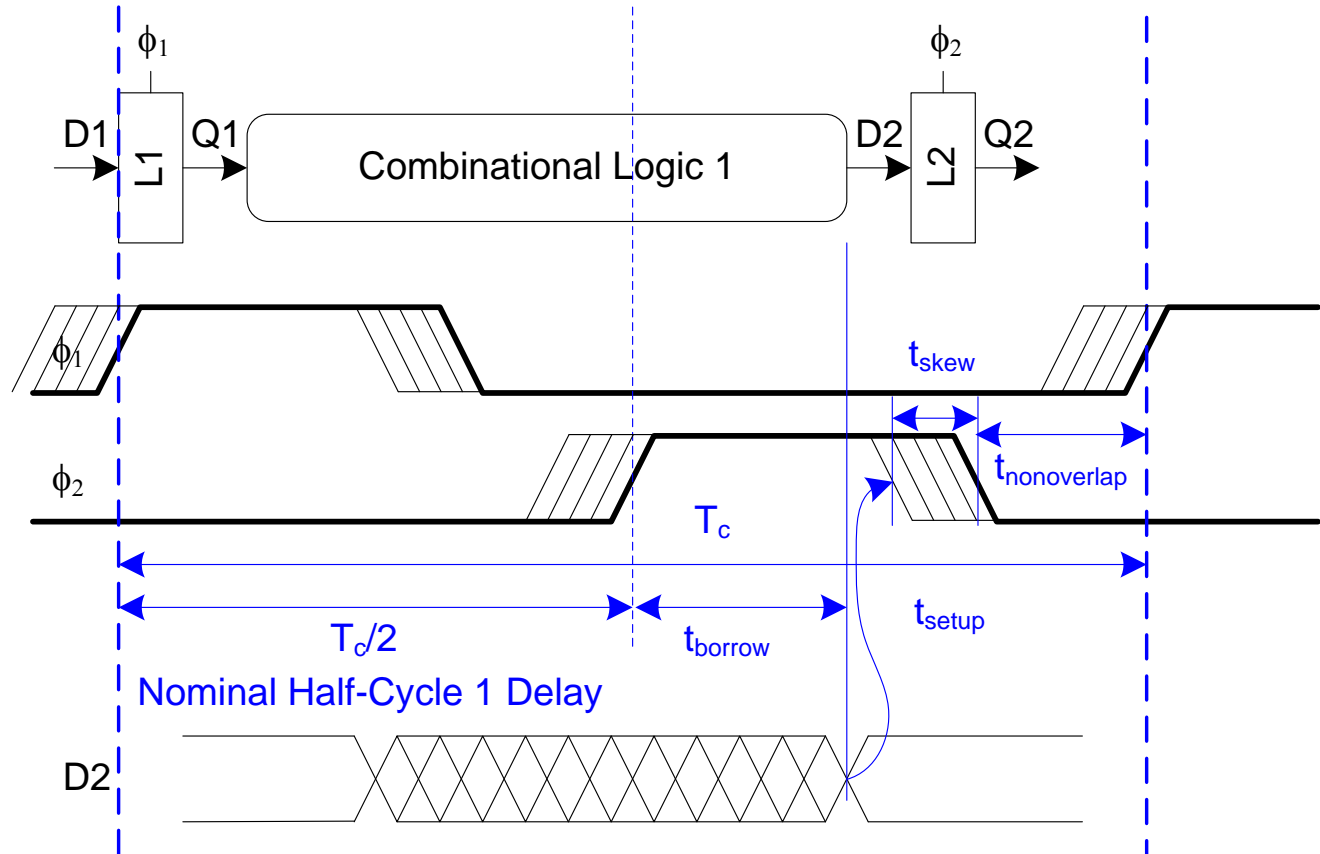 ϕ1
ϕ2
D1
L1
Q1
Combinational Logic 1
D2
L2
Q2
ϕ1
tskew
ϕ2
tnonoverlap
Tc
Tc/2
tborrow
tsetup
Nominal Half-Cycle 1 Delay
D2